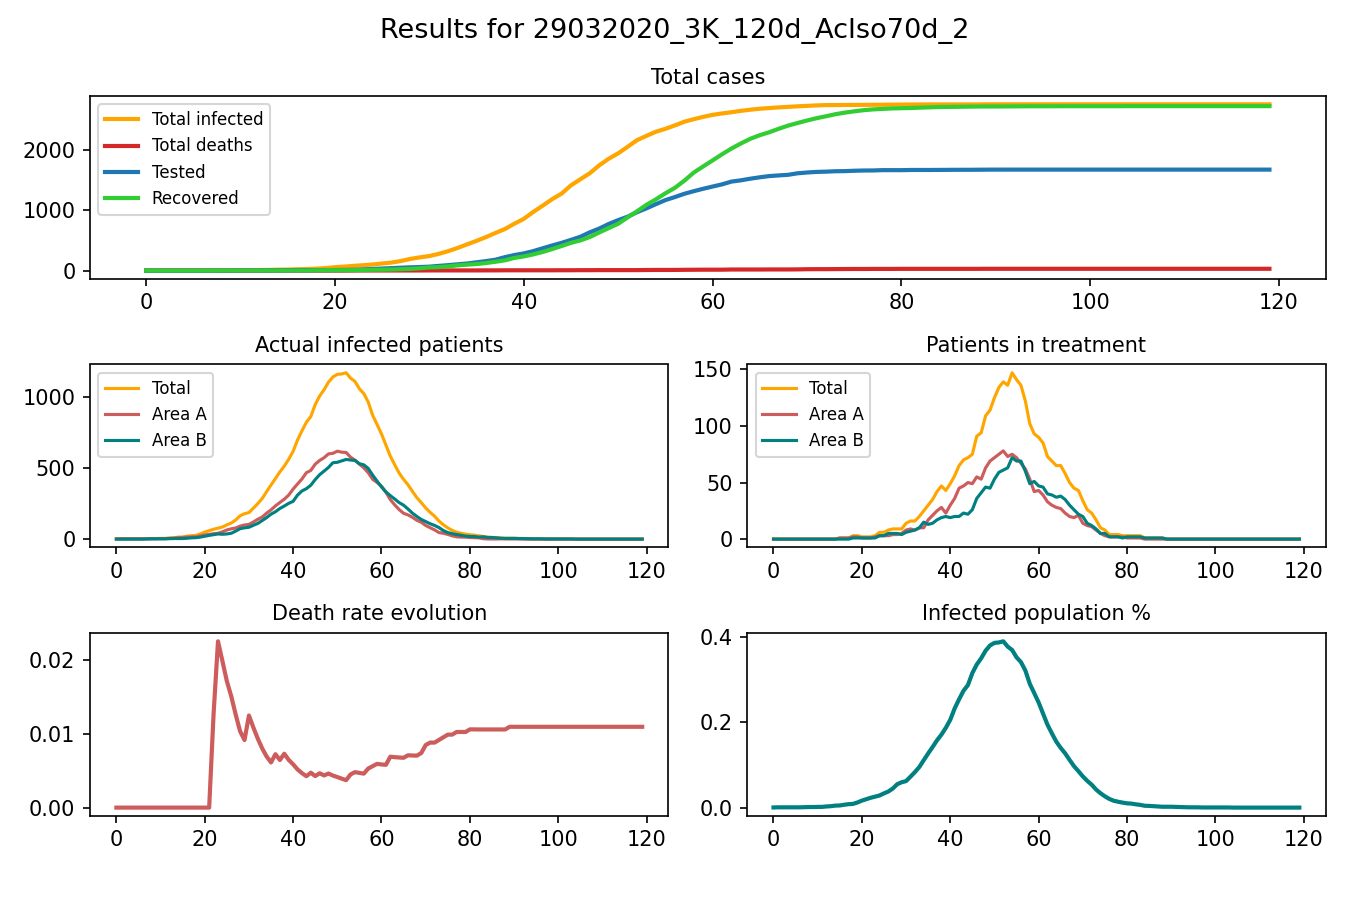 Results for 29032020_3K_120d_AcIso70d_2
Total cases
Total infected
Total deaths
Tested
Recovered
2000
1000
0
0 20 40 60 80 100 120
Actual infected patients
Total
Area A
Area B
1000
500
0
0 20 40 60 80 100 120
Patients in treatment
Total
Area A
Area B
150
100
50
0
0 20 40 60 80 100 120
Death rate evolution
0.02
0.01
0.00
0 20 40 60 80 100 120
Infected population %
0.4
0.2
0.0
0 20 40 60 80 100 120